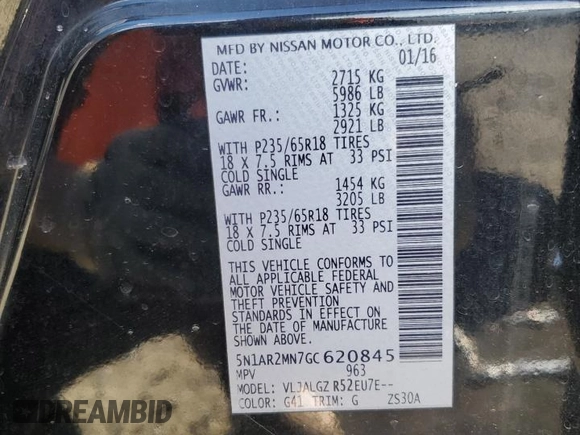 MFD BY NISSAN MOTOR CO., LTD.
DATE: 01/16
GVWR: 2715 KG
5986 LB
GAWR FR.: 1325 KG
2921 LB
WITH P235/65R18 TIRES
18 X 7.5 RIMS AT 33 PSI
COLD SINGLE
GAWR RR.: 1454 KG
3205 LB
WITH P235/65R18 TIRES
18 X 7.5 RIMS AT 33 PSI
COLD SINGLE
THIS VEHICLE CONFORMS TO
ALL APPLICABLE FEDERAL
MOTOR VEHICLE SAFETY AND
THEFT PREVENTION
STANDARDS IN EFFECT ON
THE DATE OF MANUFACTURE
SHOWN ABOVE.
5N1AR2MN7GC620845
MPV 963
MODEL: R52EU7E--
COLOR: G41 TRIM: G ZS30A
DREAMBID